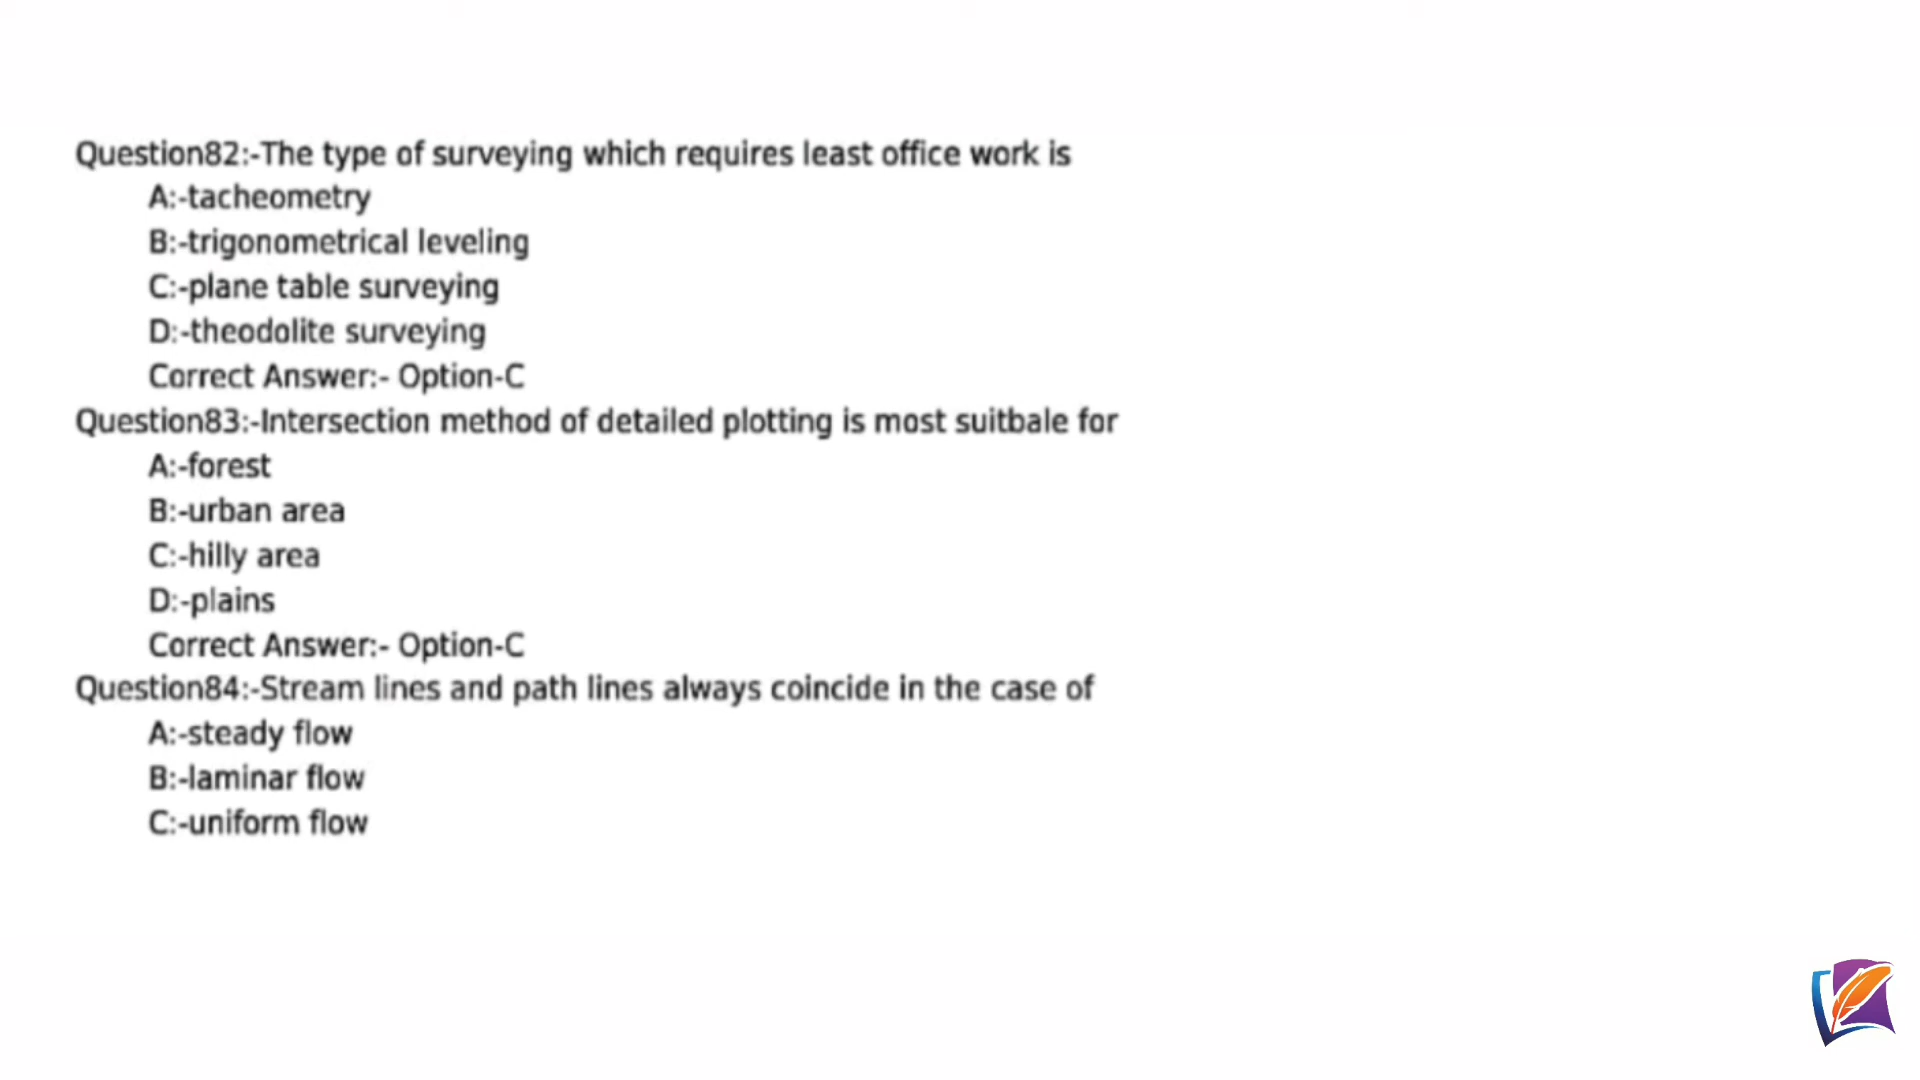 Question82:-The type of surveying which requires least office work is
A:-tacheometry
B:-trigonometrical leveling
C:-plane table surveying
D:-theodolite surveying
Correct Answer:- Option-C
Question83:-Intersection method of detailed plotting is most suitbale for
A:-forest
B:-urban area
C:-hilly area
D:-plains
Correct Answer:- Option-C
Question84:-Stream lines and path lines always coincide in the case of
A:-steady flow
B:-laminar flow
C:-uniform flow